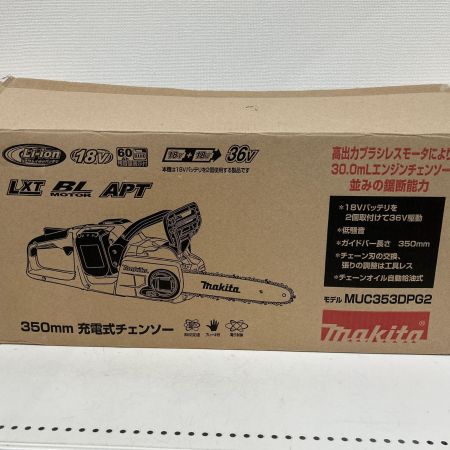 Li-ion
18V
60
18V + 18V
36V
本機は18Vバッテリを2個使用する製品です
LXT BL MOTOR APT
makita
350mm 充電式チェンソー
高出力ブラシレスモータにより
30.0mLエンジンチェンソー
並みの鋸断能力
*18Vバッテリを
2個取付けて36V駆動
*低騒音
*ガイドバー長さ 350mm
*チェーン刃の交換、
張りの調整は工具レス
*チェーンオイル自動給油式
モデル MUC353DPG2
makita